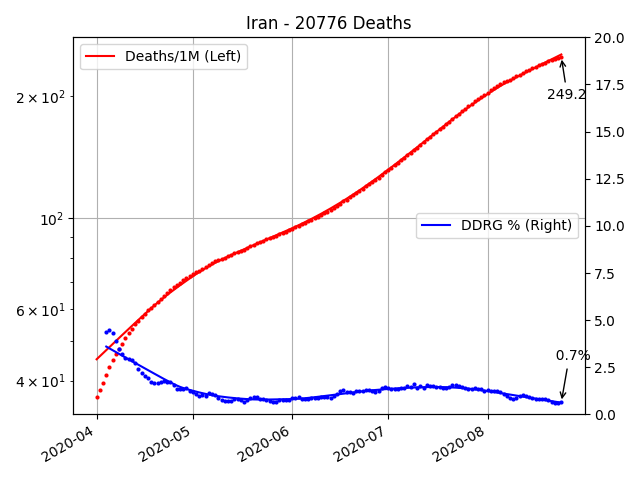 Iran - 20776 Deaths
Deaths/1M (Left)
DDRG % (Right)
249.2
0.7%
2 × 10²
10²
6 × 10¹
4 × 10¹
20.0
17.5
15.0
12.5
10.0
7.5
5.0
2.5
0.0
2020-04
2020-05
2020-06
2020-07
2020-08